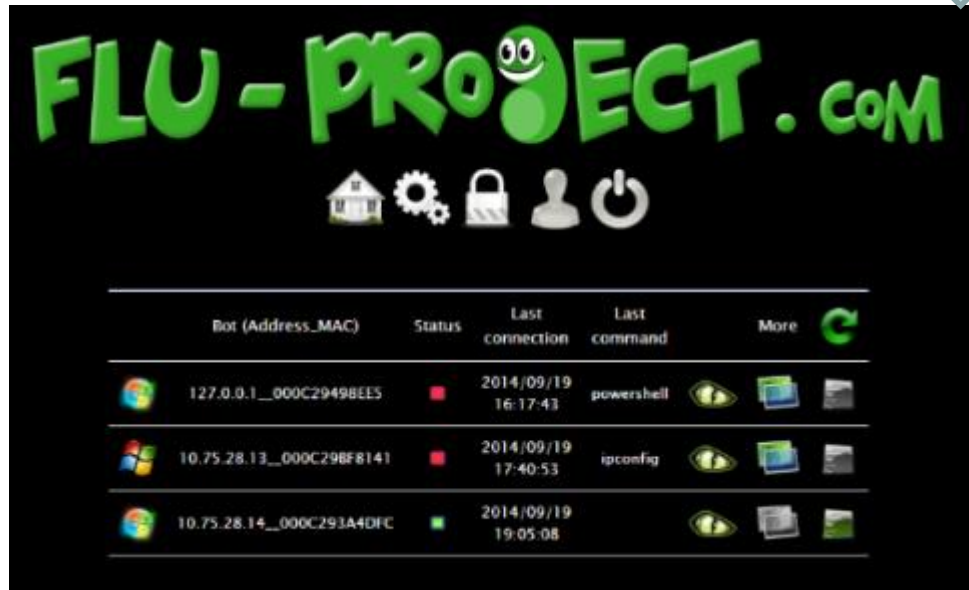 FLU-PROJECT.COM
Bot (Address_MAC) Status Last connection Last command More
127.0.0.1__000C29498EE5 2014/09/19 16:17:43 powershell
10.75.28.13__000C29BF8141 2014/09/19 17:40:53 ipconfig
10.75.28.14__000C293A4DFC 2014/09/19 19:05:08